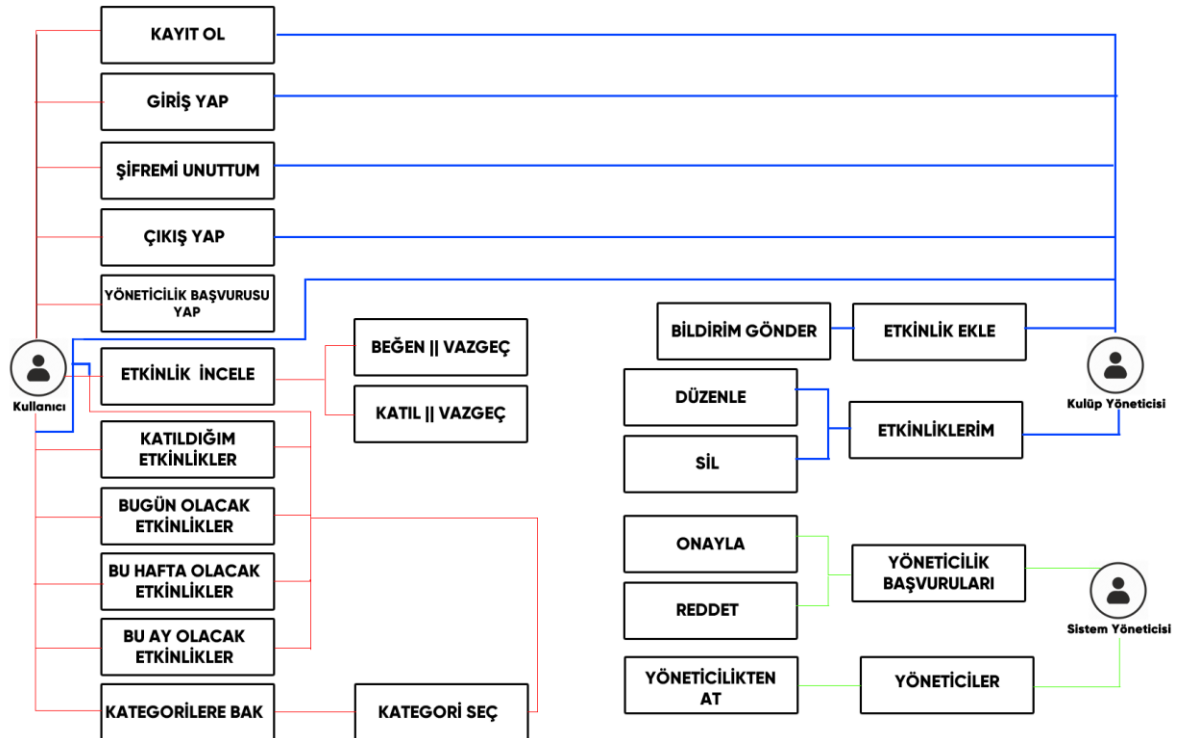 KAYIT OL
GİRİŞ YAP
ŞİFREMİ UNUTTUM
ÇIKIŞ YAP
YÖNETİCİLİK BAŞVURUSU
YAP
ETKİNLİK İNCELE
BEĞEN || VAZGEÇ
KATIL || VAZGEÇ
Kullanıcı
KATILDIĞIM
ETKİNLİKLER
BUGÜN OLACAK
ETKİNLİKLER
BU HAFTA OLACAK
ETKİNLİKLER
BU AY OLACAK
ETKİNLİKLER
KATEGORİLERE BAK
KATEGORİ SEÇ
BİLDİRİM GÖNDER
ETKİNLİK EKLE
DÜZENLE
SİL
ETKİNLİKLERİM
Kulüp Yöneticisi
ONAYLA
REDDET
YÖNETİCİLİK
BAŞVURULARI
Sistem Yöneticisi
YÖNETİCİLİKTEN
AT
YÖNETİCİLER